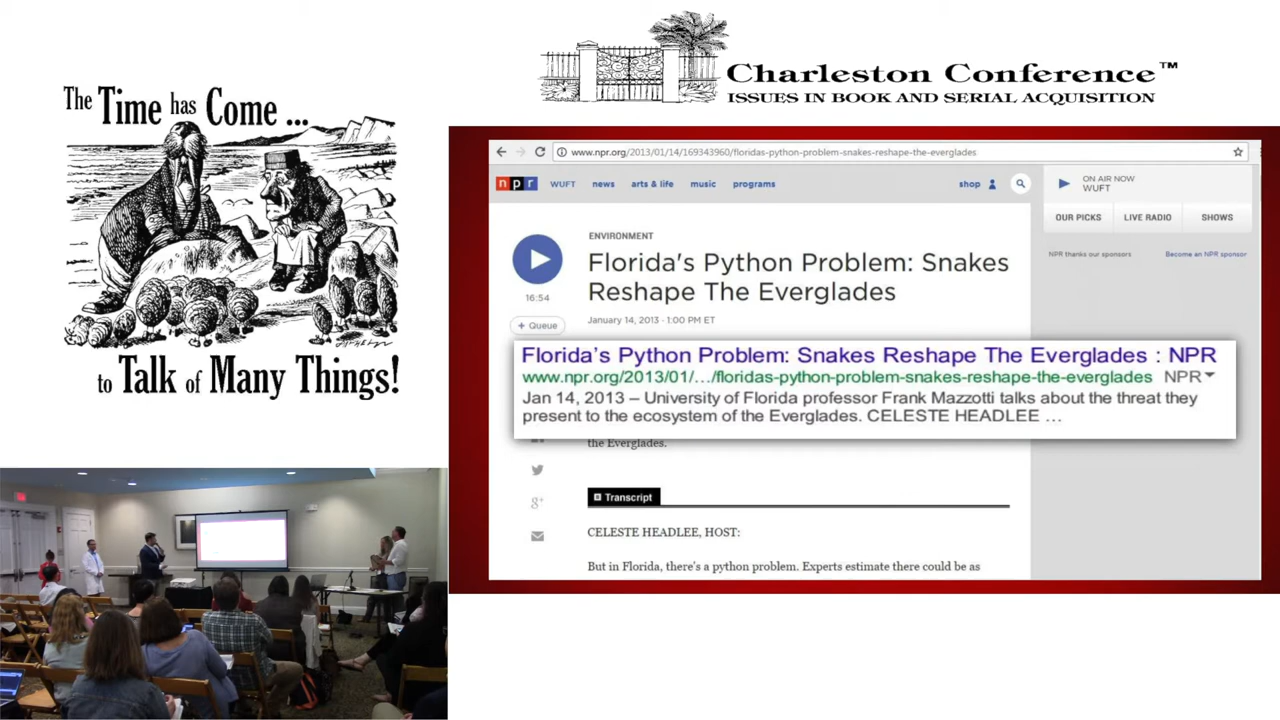 The Time has Come ...
to Talk of Many Things!
Charleston Conference™
ISSUES IN BOOK AND SERIAL ACQUISITION
www.npr.org/2013/01/14/169343960/floridas-python-problem-snakes-reshape-the-everglades
npr WUFT news arts & life music programs shop
ON AIR NOW
WUFT
OUR PICKS LIVE RADIO SHOWS
NPR thanks our sponsors Become an NPR sponsor
ENVIRONMENT
Florida's Python Problem: Snakes
Reshape The Everglades
16:54
January 14, 2013 · 1:00 PM ET
+ Queue
Florida's Python Problem: Snakes Reshape The Everglades : NPR
www.npr.org/2013/01/.../floridas-python-problem-snakes-reshape-the-everglades NPR
Jan 14, 2013 – University of Florida professor Frank Mazzotti talks about the threat they
present to the ecosystem of the Everglades. CELESTE HEADLEE ...
the Everglades.
g+
Transcript
CELESTE HEADLEE, HOST:
But in Florida, there's a python problem. Experts estimate there could be as